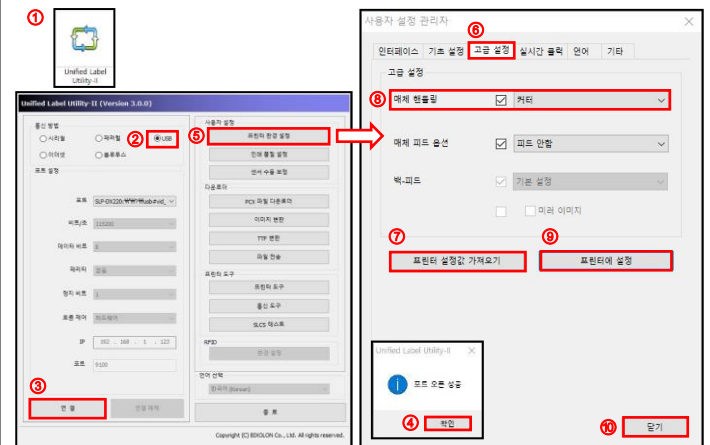 ①
Unified Label
Utility-II
Unified Label Utility-II (Version 3.0.0)
통신 방법
○시리얼 ○패러럴 ② ◉USB
○이더넷 ○블루투스
포트 설정
포트 SLP-DX220:₩₩?₩usb#vid_
비트/초 115200
데이터 비트 8
패리티 없음
정지 비트 1
흐름 제어 하드웨어
IP 192 . 168 . 1 . 123
포트 9100
③
연 결 연결 해제
사용자 설정
⑤ 프린터 환경 설정
인쇄 품질 설정
센서 수동 보정
다운로더
PCX 파일 다운로더
이미지 변환
TTF 변환
파일 전송
프린터 도구
프린터 도구
통신 도구
SLCS 테스트
RFID
환경 설정
언어 선택
한국어 (Korean)
종 료
Copyright (C) BIXOLON Co., Ltd. All rights reserved.
사용자 설정 관리자
⑥
인터페이스 기초 설정 고급 설정 실시간 클럭 언어 기타
고급 설정
⑧ 매체 핸들링 커터
매체 피드 옵션 피드 안함
백-피드 기본 설정
미러 이미지
⑦ ⑨
프린터 설정값 가져오기 프린터에 설정
Unified Label Utility-II
포트 오픈 성공
④ 확인
⑩ 닫기